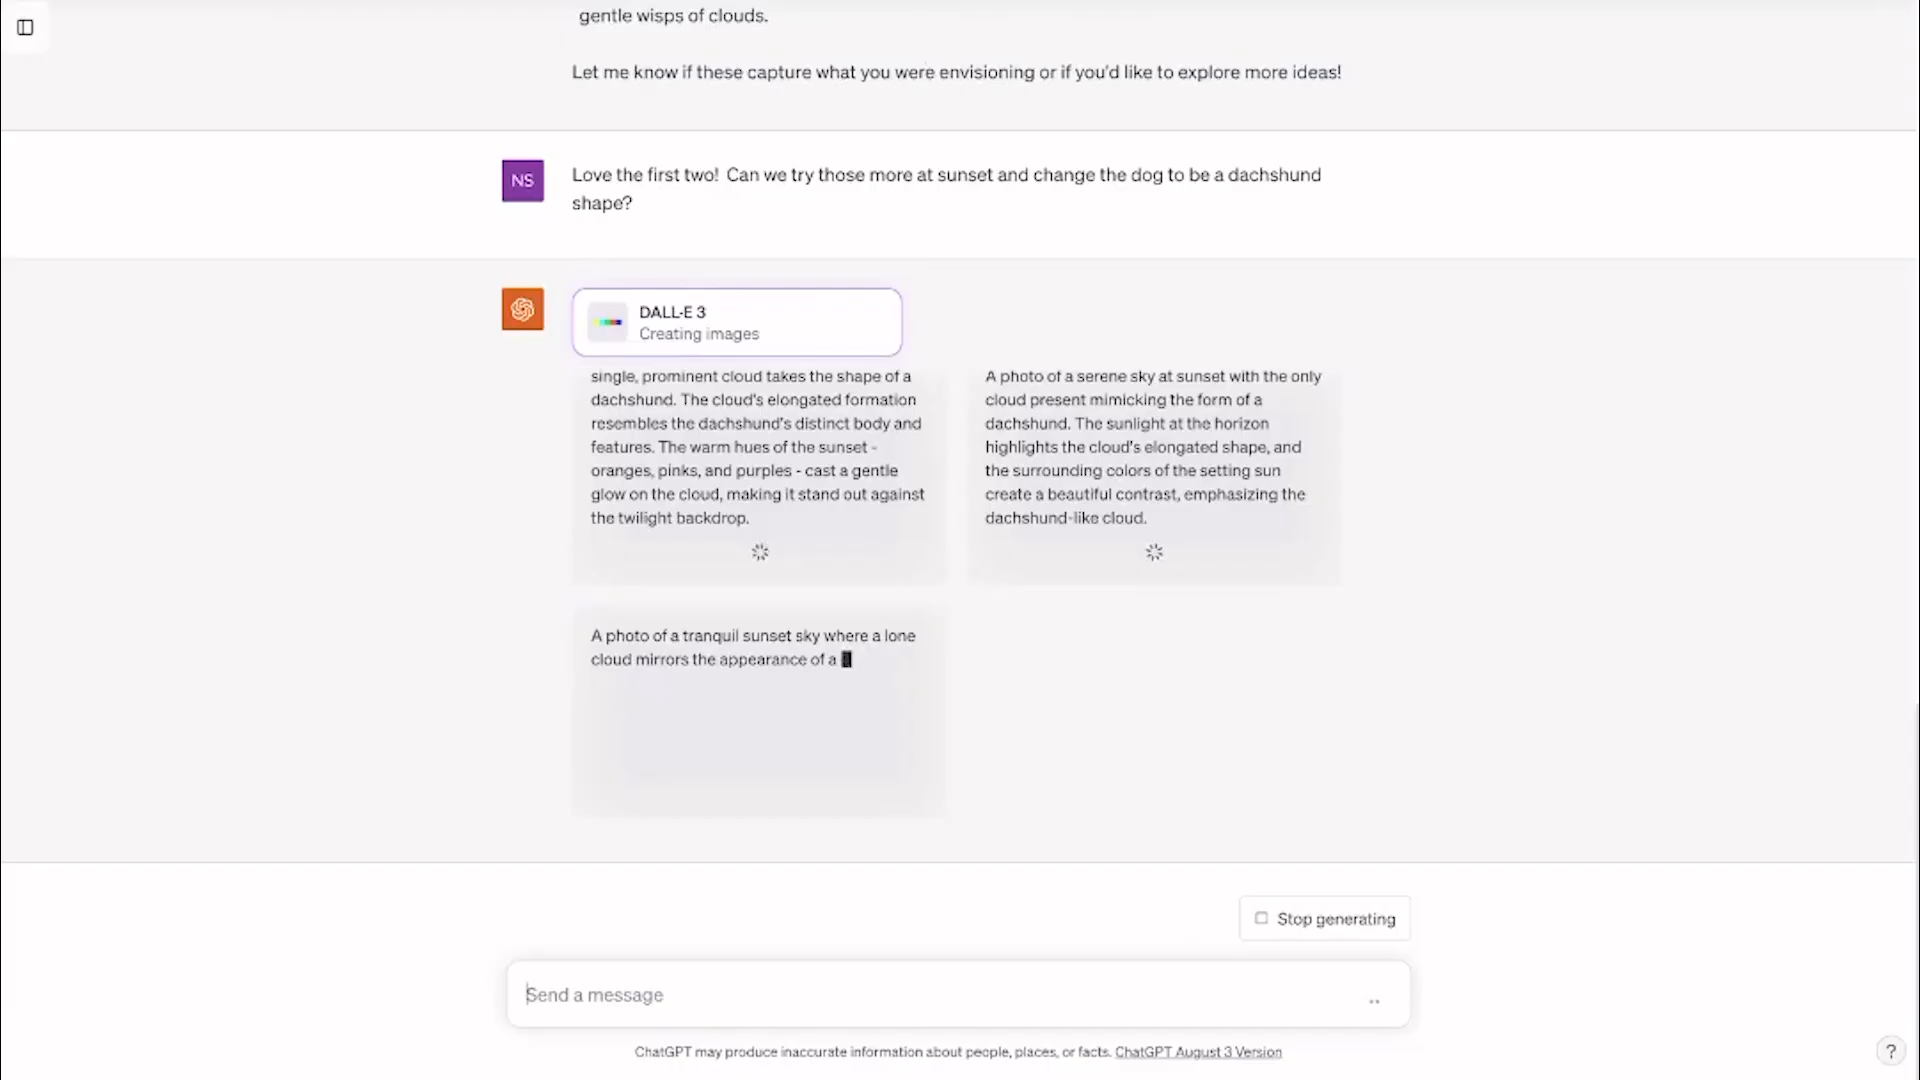 gentle wisps of clouds.
Let me know if these capture what you were envisioning or if you'd like to explore more ideas!
NS
Love the first two! Can we try those more at sunset and change the dog to be a dachshund
shape?
DALL·E 3
Creating images
single, prominent cloud takes the shape of a
dachshund. The cloud's elongated formation
resembles the dachshund's distinct body and
features. The warm hues of the sunset -
oranges, pinks, and purples - cast a gentle
glow on the cloud, making it stand out against
the twilight backdrop.
A photo of a serene sky at sunset with the only
cloud present mimicking the form of a
dachshund. The sunlight at the horizon
highlights the cloud's elongated shape, and
the surrounding colors of the setting sun
create a beautiful contrast, emphasizing the
dachshund-like cloud.
A photo of a tranquil sunset sky where a lone
cloud mirrors the appearance of a
Stop generating
Send a message
ChatGPT may produce inaccurate information about people, places, or facts. ChatGPT August 3 Version
?